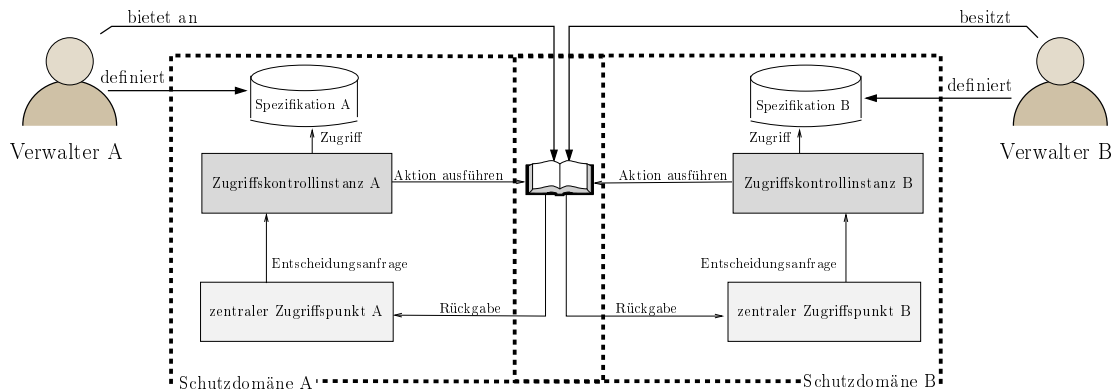 bietet an
besitzt
definiert
definiert
Spezifikation A
Spezifikation B
Zugriff
Zugriff
Verwalter A
Verwalter B
Zugriffskontrollinstanz A
Aktion ausführen
Aktion ausführen
Zugriffskontrollinstanz B
Entscheidungsanfrage
Entscheidungsanfrage
zentraler Zugriffspunkt A
Rückgabe
Rückgabe
zentraler Zugriffspunkt B
Schutzdomäne A
Schutzdomäne B